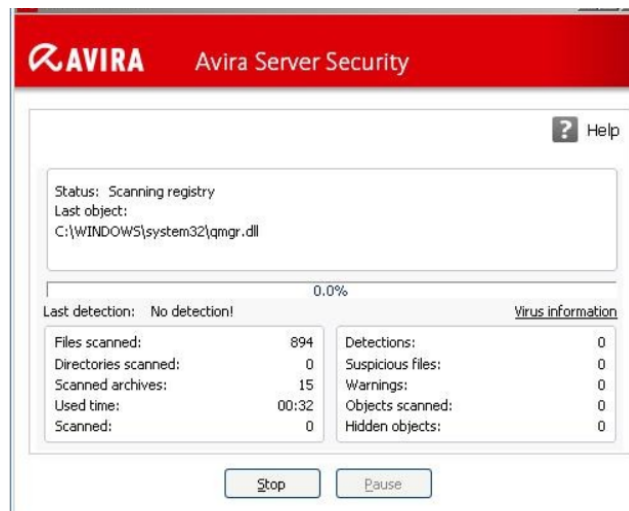 AVIRA Avira Server Security
? Help
Status: Scanning registry
Last object:
C:\WINDOWS\system32\qmgr.dll
0.0%
Last detection: No detection! Virus information
Files scanned: 894
Directories scanned: 0
Scanned archives: 15
Used time: 00:32
Scanned: 0
Detections: 0
Suspicious files: 0
Warnings: 0
Objects scanned: 0
Hidden objects: 0
Stop Pause